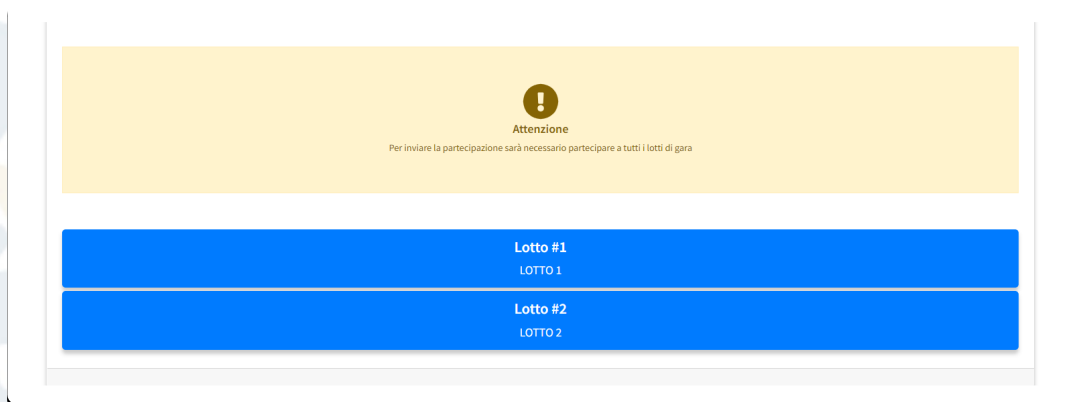 Attenzione
Per inviare la partecipazione sarà necessario partecipare a tutti i lotti di gara
Lotto #1
LOTTO 1
Lotto #2
LOTTO 2